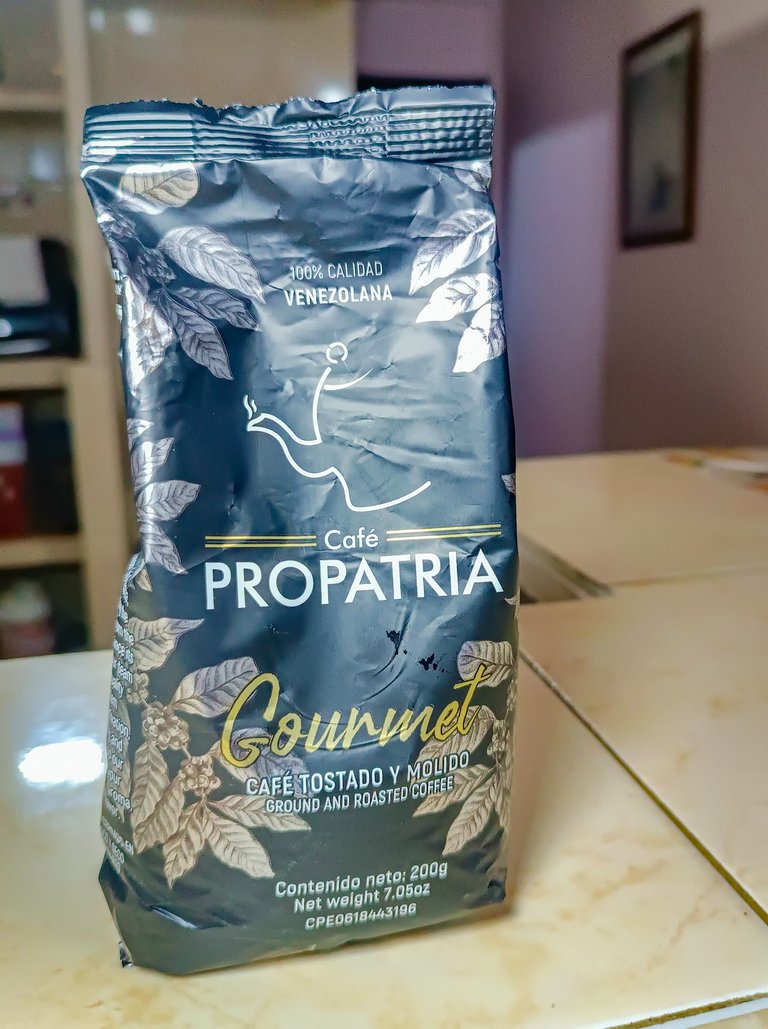 100% CALIDAD
VENEZOLANA
Café
PROPATRIA
Gourmet
CAFÉ TOSTADO Y MOLIDO
GROUND AND ROASTED COFFEE
Contenido neto: 200g
Net weight 7.05oz
CPE0618443196